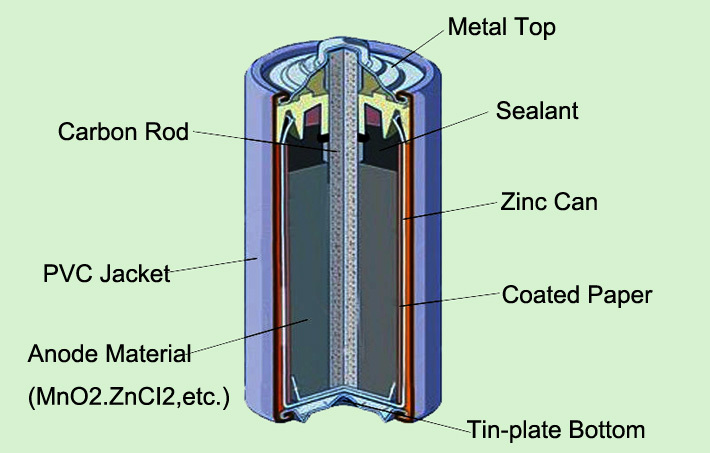 Metal Top
Sealant
Carbon Rod
Zinc Can
PVC Jacket
Coated Paper
Anode Material
(MnO2.ZnCI2,etc.)
Tin-plate Bottom